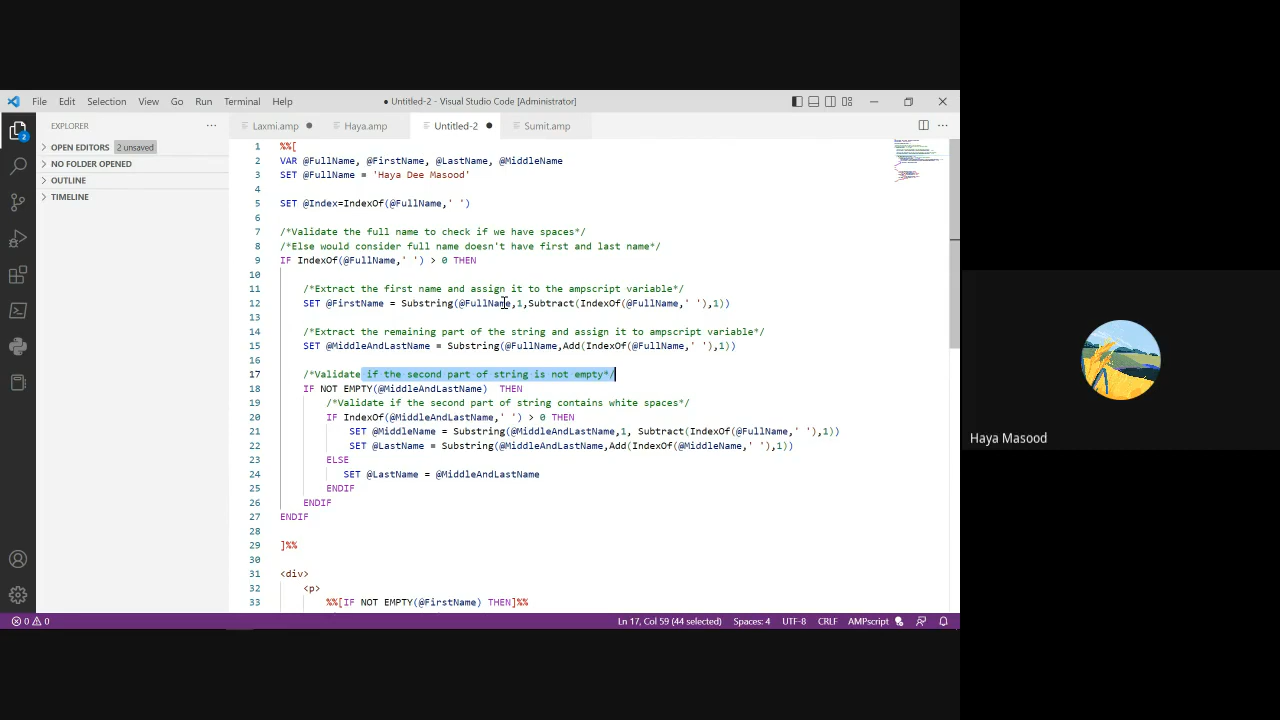 File Edit Selection View Go Run Terminal Help
● Untitled-2 - Visual Studio Code [Administrator]
EXPLORER
Laxmi.amp
Haya.amp
Untitled-2
Sumit.amp
OPEN EDITORS 2 unsaved
NO FOLDER OPENED
OUTLINE
TIMELINE
2
1 %%[
2 VAR @FullName, @FirstName, @LastName, @MiddleName
3 SET @FullName = 'Haya Dee Masood'
4
5 SET @Index=IndexOf(@FullName,' ')
6
7 /*Validate the full name to check if we have spaces*/
8 /*Else would consider full name doesn't have first and last name*/
9 IF IndexOf(@FullName,' ') > 0 THEN
10
11 /*Extract the first name and assign it to the ampscript variable*/
12 SET @FirstName = Substring(@FullName,1,Subtract(IndexOf(@FullName,' '),1))
13
14 /*Extract the remaining part of the string and assign it to ampscript variable*/
15 SET @MiddleAndLastName = Substring(@FullName,Add(IndexOf(@FullName,' '),1))
16
17 /*Validate if the second part of string is not empty*/
18 IF NOT EMPTY(@MiddleAndLastName)  THEN
19 /*Validate if the second part of string contains white spaces*/
20 IF IndexOf(@MiddleAndLastName,' ') > 0 THEN
21 SET @MiddleName = Substring(@MiddleAndLastName,1, Subtract(IndexOf(@FullName,' '),1))
22 SET @LastName = Substring(@MiddleAndLastName,Add(IndexOf(@MiddleName,' '),1))
23 ELSE
24 SET @LastName = @MiddleAndLastName
25 ENDIF
26 ENDIF
27 ENDIF
28
29 ]%%
30
31 <div>
32 <p>
33 %%[IF NOT EMPTY(@FirstName) THEN]%%
0 0
Ln 17, Col 59 (44 selected) Spaces: 4 UTF-8 CRLF AMPscript
Haya Masood